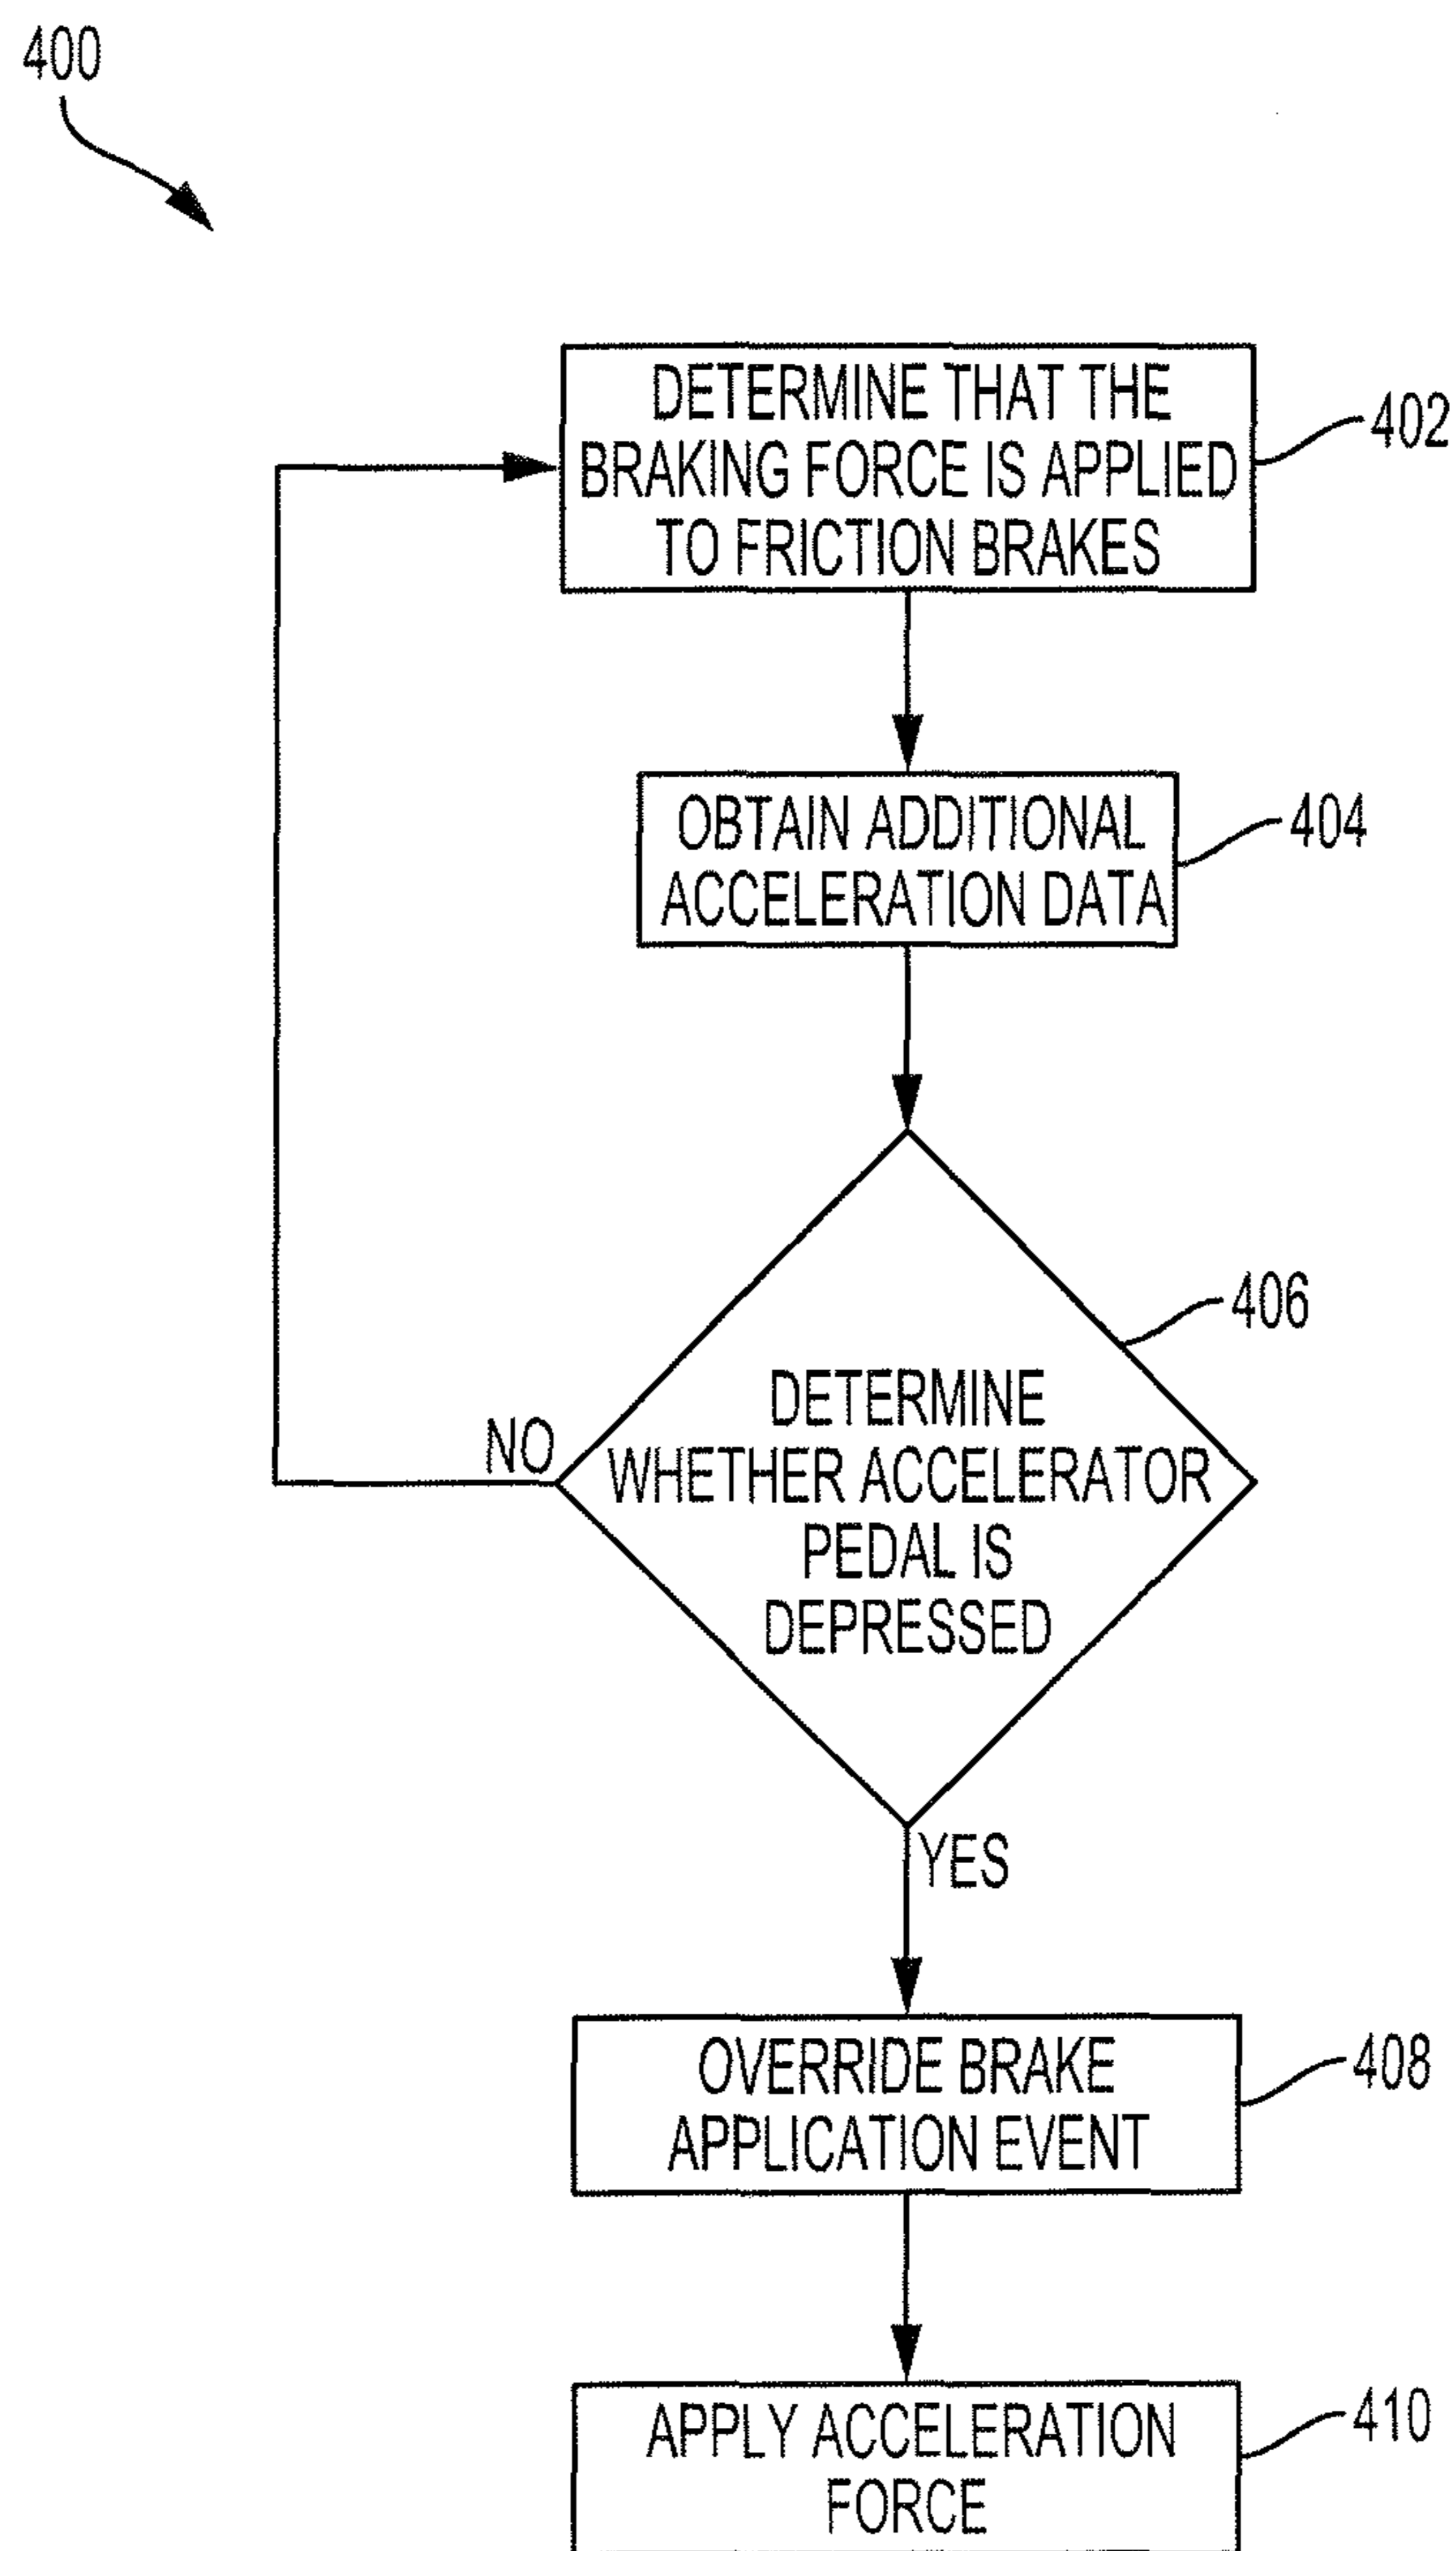 400
DETERMINE THAT THE
BRAKING FORCE IS APPLIED
TO FRICTION BRAKES
402
OBTAIN ADDITIONAL
ACCELERATION DATA
404
406
DETERMINE
WHETHER ACCELERATOR
PEDAL IS
DEPRESSED
NO
YES
OVERRIDE BRAKE
APPLICATION EVENT
408
APPLY ACCELERATION
FORCE
410